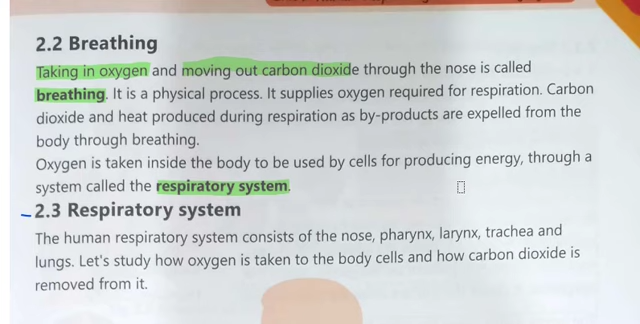 2.2 Breathing
Taking in oxygen and moving out carbon dioxide through the nose is called
breathing. It is a physical process. It supplies oxygen required for respiration. Carbon
dioxide and heat produced during respiration as by-products are expelled from the
body through breathing.
Oxygen is taken inside the body to be used by cells for producing energy, through a
system called the respiratory system.
2.3 Respiratory system
The human respiratory system consists of the nose, pharynx, larynx, trachea and
lungs. Let's study how oxygen is taken to the body cells and how carbon dioxide is
removed from it.